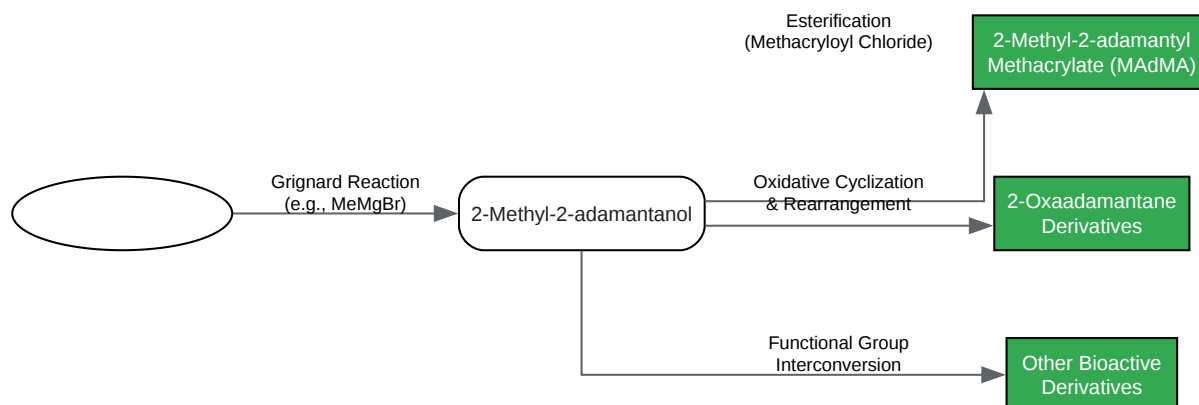 Esterification
(Methacryloyl Chloride)
2-Methyl-2-adamantyl
Methacrylate (MAdMA)
Grignard Reaction
(e.g., MeMgBr)
2-Methyl-2-adamantanol
Oxidative Cyclization
& Rearrangement
2-Oxaadamantane
Derivatives
Functional Group
Interconversion
Other Bioactive
Derivatives